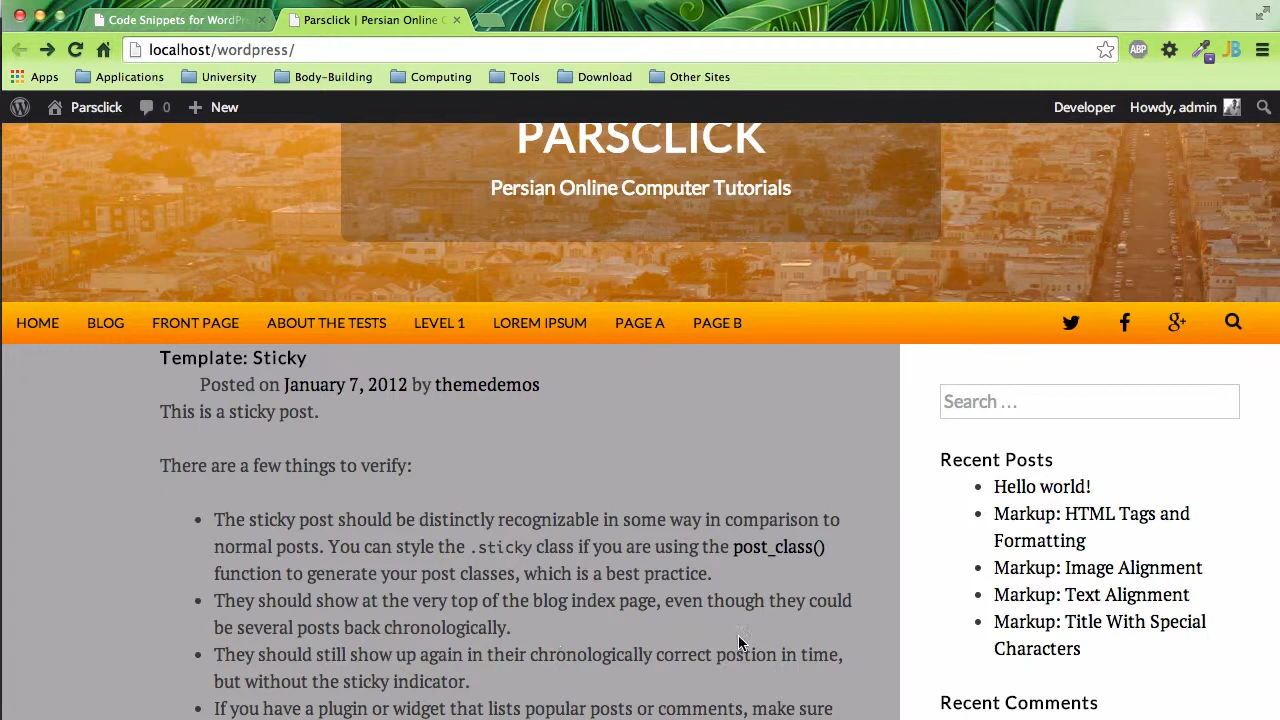 Code Snippets for WordPre
Parsclick | Persian Online C
localhost/wordpress/
ABP
JB
Apps Applications University Body-Building Computing Tools Download Other Sites
Parsclick 0 New Developer Howdy, admin
PARSCLICK
Persian Online Computer Tutorials
HOME BLOG FRONT PAGE ABOUT THE TESTS LEVEL 1 LOREM IPSUM PAGE A PAGE B
Template: Sticky
Posted on January 7, 2012 by themedemos
This is a sticky post.
There are a few things to verify:
The sticky post should be distinctly recognizable in some way in comparison to
normal posts. You can style the .sticky class if you are using the post_class()
function to generate your post classes, which is a best practice.
They should show at the very top of the blog index page, even though they could
be several posts back chronologically.
They should still show up again in their chronologically correct postion in time,
but without the sticky indicator.
If you have a plugin or widget that lists popular posts or comments, make sure
Search …
Recent Posts
Hello world!
Markup: HTML Tags and
Formatting
Markup: Image Alignment
Markup: Text Alignment
Markup: Title With Special
Characters
Recent Comments